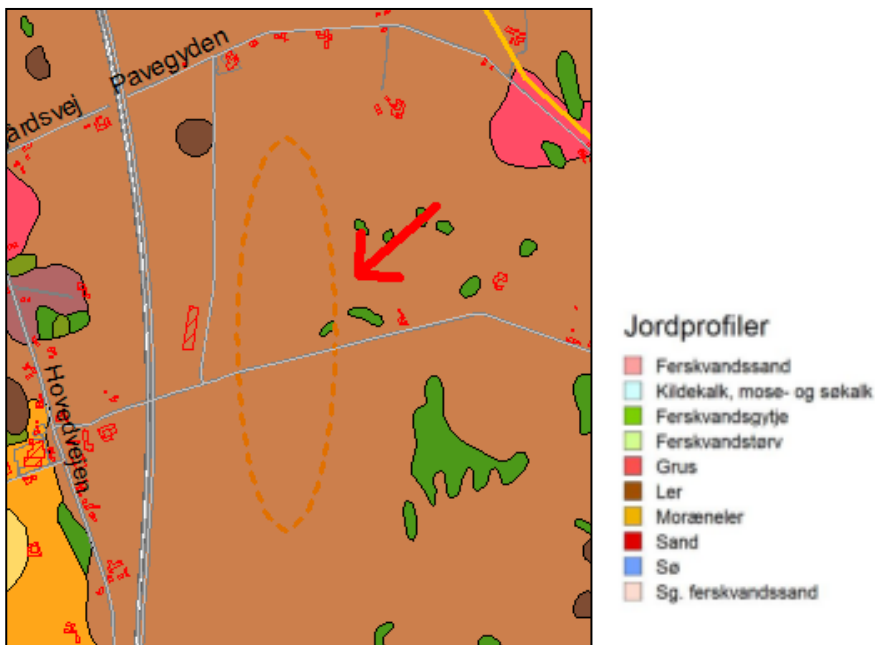 Pavegyden
årdsvej
Hovedvejen
Jordprofiler
Ferskvandssand
Kildekalk, mose- og søkalk
Ferskvandsgytje
Ferskvandstørv
Grus
Ler
Moræneler
Sand
Sø
Sg. ferskvandssand